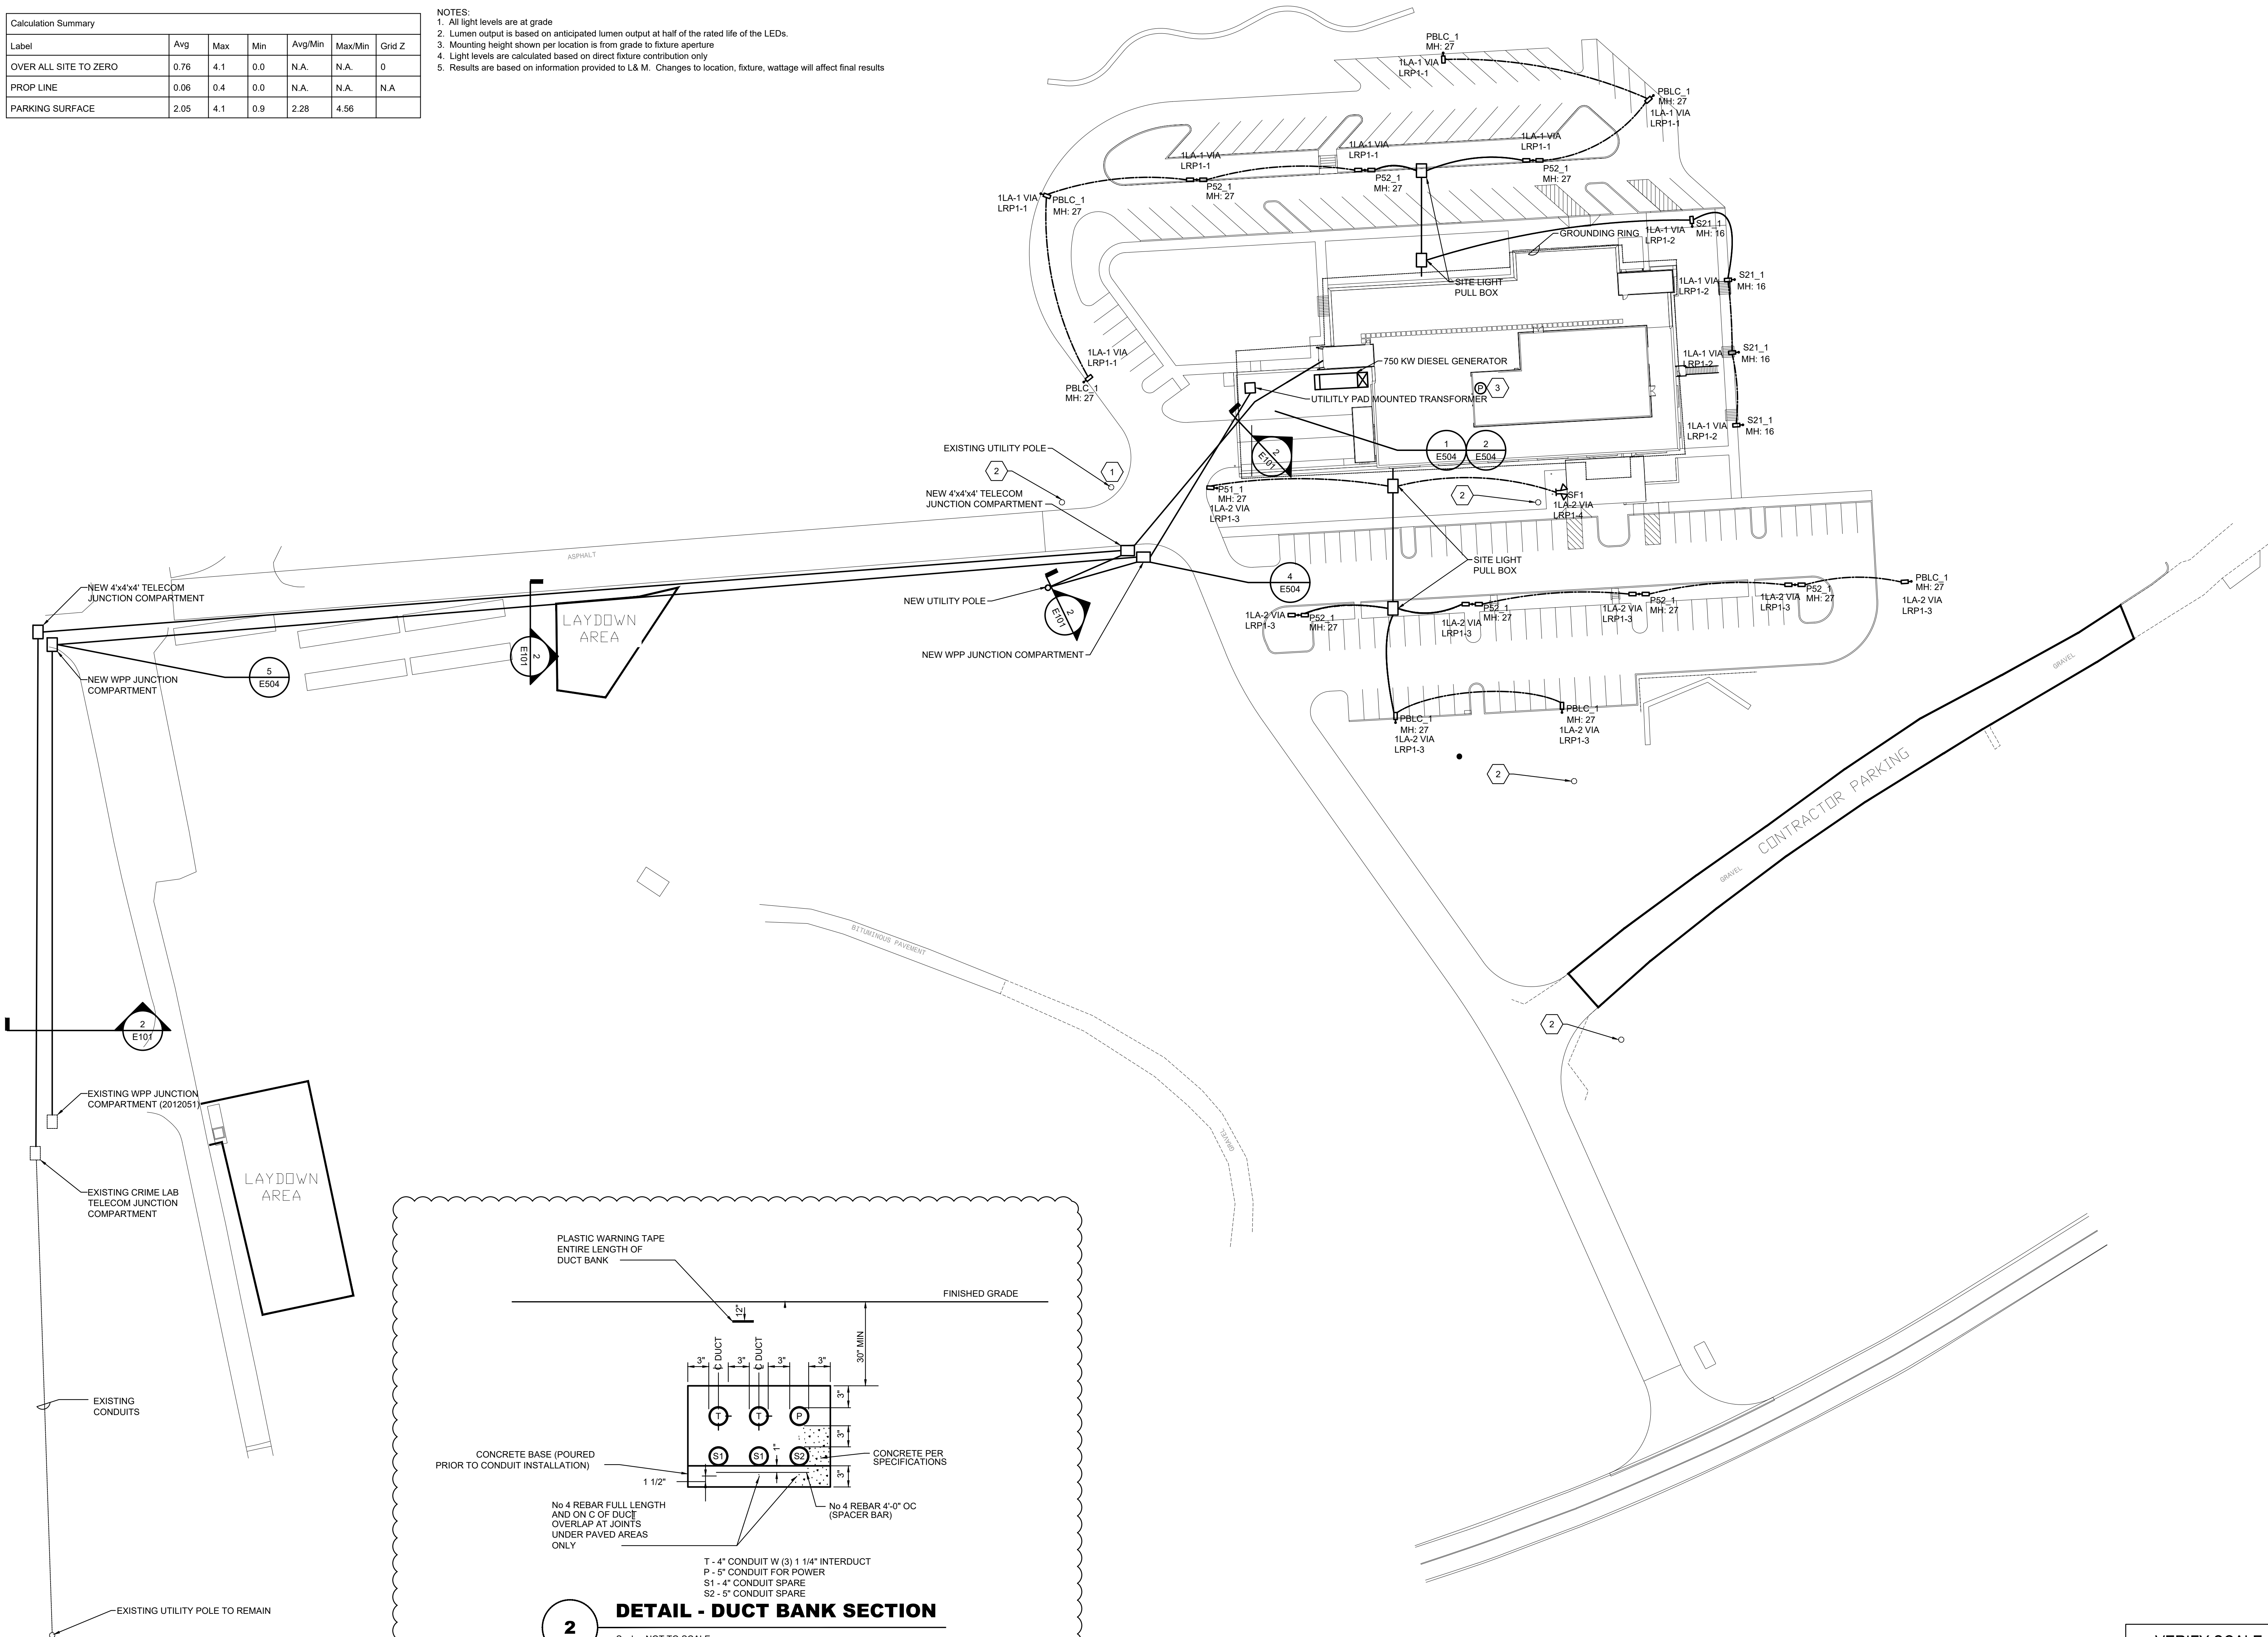 Calculation Summary
Label Avg Max Min Avg/Min Max/Min Grid Z
OVER ALL SITE TO ZERO 0.76 4.1 0.0 N.A. N.A. 0
PROP LINE 0.06 0.4 0.0 N.A. N.A. N.A
PARKING SURFACE 2.05 4.1 0.9 2.28 4.56
NOTES:
1. All light levels are at grade
2. Lumen output is based on anticipated lumen output at half of the rated life of the LEDs.
3. Mounting height shown per location is from grade to fixture aperture
4. Light levels are calculated based on direct fixture contribution only
5. Results are based on information provided to L& M. Changes to location, fixture, wattage will affect final results
PBLC_1
MH: 27
1LA-1 VIA
LRP1-1
PBLC_1
MH: 27
1LA-1 VIA
LRP1-1
1LA-1 VIA
LRP1-1
P52_1
MH: 27
1LA-1 VIA
LRP1-1
P52_1
MH: 27
1LA-1 VIA
LRP1-1
P52_1
MH: 27
1LA-1 VIA
LRP1-1
PBLC_1
MH: 27
1LA-1 VIA
LRP1-1
PBLC_1
MH: 27
GROUNDING RING
1LA-1 VIA
LRP1-2
S21_1
MH: 16
SITE LIGHT
PULL BOX
1LA-1 VIA
LRP1-2
S21_1
MH: 16
1LA-1 VIA
LRP1-2
S21_1
MH: 16
1LA-1 VIA
LRP1-2
S21_1
MH: 16
750 KW DIESEL GENERATOR
P
3
UTILITLY PAD MOUNTED TRANSFORMER
EXISTING UTILITY POLE
1
2
NEW 4'x4'x4' TELECOM
JUNCTION COMPARTMENT
2
E101
1
E504
2
E504
P51_1
MH: 27
1LA-2 VIA
LRP1-3
2
SF1
1LA-2 VIA
LRP1-4
ASPHALT
SITE LIGHT
PULL BOX
4
E504
NEW UTILITY POLE
2
E101
NEW WPP JUNCTION COMPARTMENT
NEW 4'x4'x4' TELECOM
JUNCTION COMPARTMENT
NEW WPP JUNCTION
COMPARTMENT
5
E504
2
E101
LAYDOWN
AREA
1LA-2 VIA
LRP1-3
P52_1
MH: 27
1LA-2 VIA
LRP1-3
P52_1
MH: 27
1LA-2 VIA
LRP1-3
P52_1
MH: 27
1LA-2 VIA
LRP1-3
P52_1
MH: 27
PBLC_1
MH: 27
1LA-2 VIA
LRP1-3
PBLC_1
MH: 27
1LA-2 VIA
LRP1-3
PBLC_1
MH: 27
1LA-2 VIA
LRP1-3
2
GRAVEL
CONTRACTOR PARKING
GRAVEL
BITUMINOUS PAVEMENT
GRAVEL
2
2
E101
EXISTING WPP JUNCTION
COMPARTMENT (2012051)
EXISTING CRIME LAB
TELECOM JUNCTION
COMPARTMENT
LAYDOWN
AREA
EXISTING
CONDUITS
EXISTING UTILITY POLE TO REMAIN
PLASTIC WARNING TAPE
ENTIRE LENGTH OF
DUCT BANK
FINISHED GRADE
12"
30" MIN
3"
C DUCT
3"
C DUCT
3"
3"
3"
T
T
P
3"
S1
S1
1"
S2
3"
CONCRETE BASE (POURED
PRIOR TO CONDUIT INSTALLATION)
CONCRETE PER
SPECIFICATIONS
1 1/2"
No 4 REBAR FULL LENGTH
AND ON C OF DUCT
OVERLAP AT JOINTS
UNDER PAVED AREAS
ONLY
No 4 REBAR 4'-0" OC
(SPACER BAR)
T - 4" CONDUIT W (3) 1 1/4" INTERDUCT
P - 5" CONDUIT FOR POWER
S1 - 4" CONDUIT SPARE
S2 - 5" CONDUIT SPARE
2
DETAIL - DUCT BANK SECTION